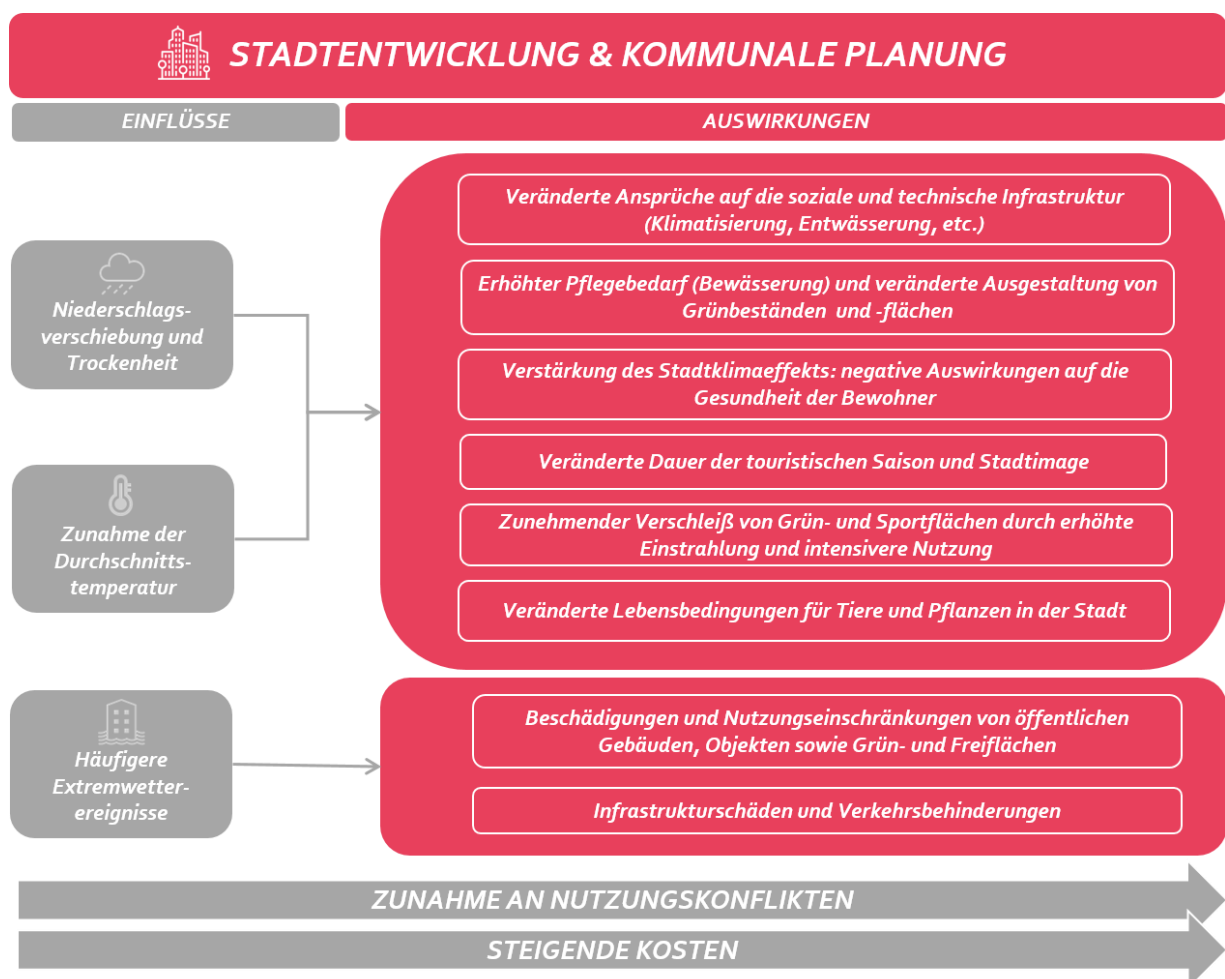 STADTENTWICKLUNG & KOMMUNALE PLANUNG
EINFLÜSSE
AUSWIRKUNGEN
Niederschlags-
verschiebung und
Trockenheit
Zunahme der
Durchschnitts-
temperatur
Veränderte Ansprüche auf die soziale und technische Infrastruktur
(Klimatisierung, Entwässerung, etc.)
Erhöhter Pflegebedarf (Bewässerung) und veränderte Ausgestaltung von
Grünbeständen und -flächen
Verstärkung des Stadtklimaeffekts: negative Auswirkungen auf die
Gesundheit der Bewohner
Veränderte Dauer der touristischen Saison und Stadtimage
Zunehmender Verschleiß von Grün- und Sportflächen durch erhöhte
Einstrahlung und intensivere Nutzung
Veränderte Lebensbedingungen für Tiere und Pflanzen in der Stadt
Häufigere
Extremwetter-
ereignisse
Beschädigungen und Nutzungseinschränkungen von öffentlichen
Gebäuden, Objekten sowie Grün- und Freiflächen
Infrastrukturschäden und Verkehrsbehinderungen
ZUNAHME AN NUTZUNGSKONFLIKTEN
STEIGENDE KOSTEN